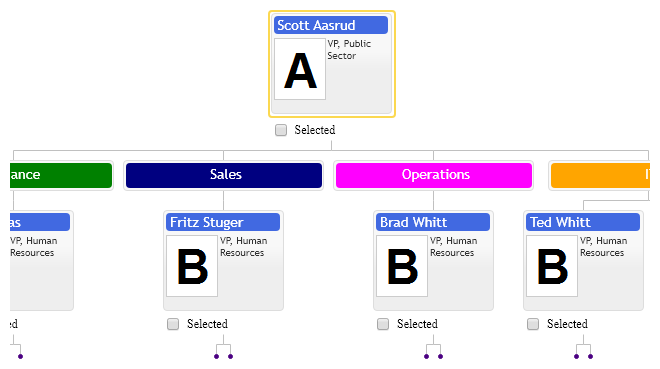 Scott Aasrud
VP, Public
Sector
A
Selected
ance
Sales
Operations
as
VP, Human
Resources
Fritz Stuger
VP, Human
Resources
B
Brad Whitt
VP, Human
Resources
B
Ted Whitt
VP, Human
Resources
B
ed
Selected
Selected
Selected